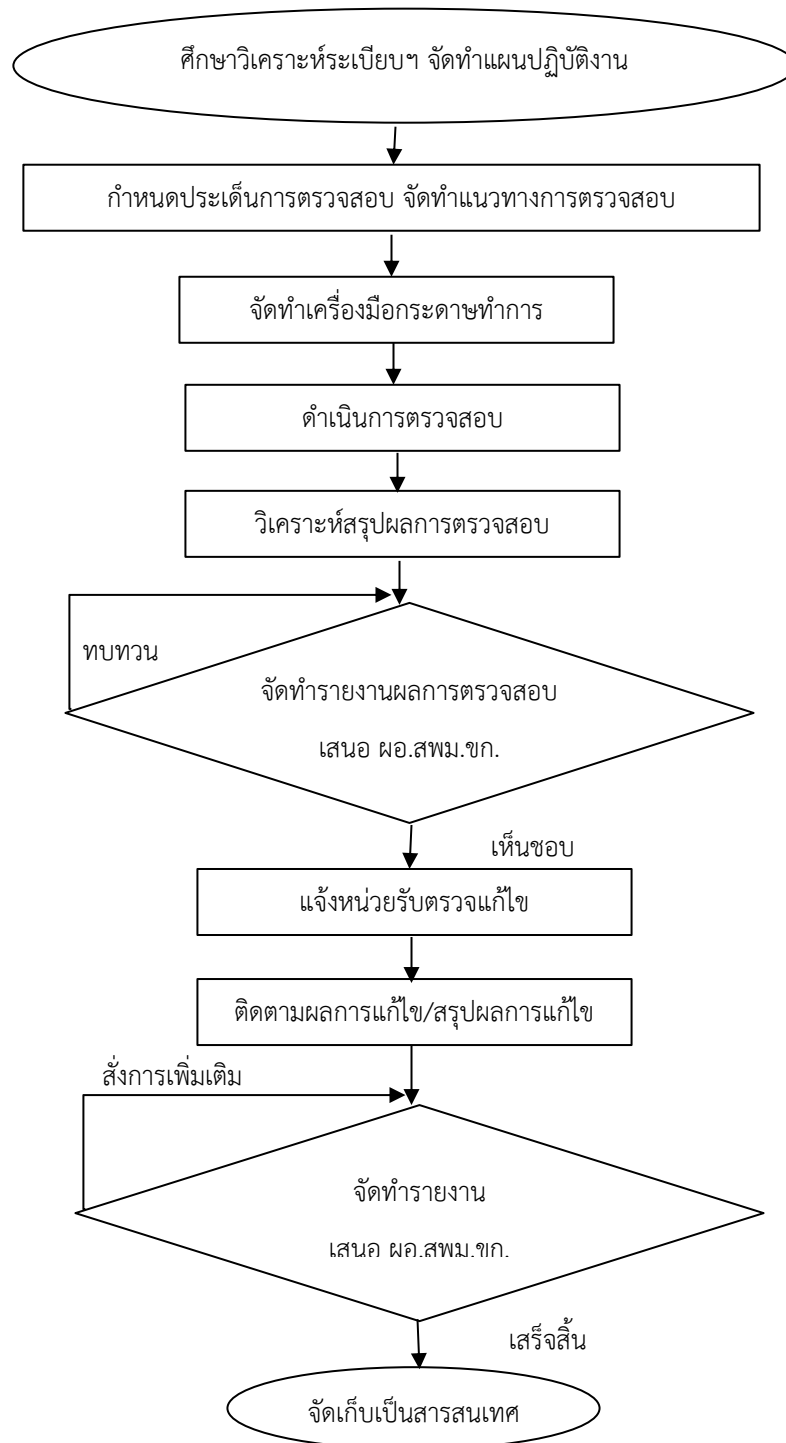 ศึกษาวิเคราะห์ระเบียบฯ จัดทำแผนปฏิบัติงาน
กำหนดประเด็นการตรวจสอบ จัดทำแนวทางการตรวจสอบ
จัดทำเครื่องมือกระดาษทำการ
ดำเนินการตรวจสอบ
วิเคราะห์สรุปผลการตรวจสอบ
ทบทวน
จัดทำรายงานผลการตรวจสอบ
เสนอ ผอ.สพม.ขก.
เห็นชอบ
แจ้งหน่วยรับตรวจแก้ไข
ติดตามผลการแก้ไข/สรุปผลการแก้ไข
สั่งการเพิ่มเติม
จัดทำรายงาน
เสนอ ผอ.สพม.ขก.
เสร็จสิ้น
จัดเก็บเป็นสารสนเทศ